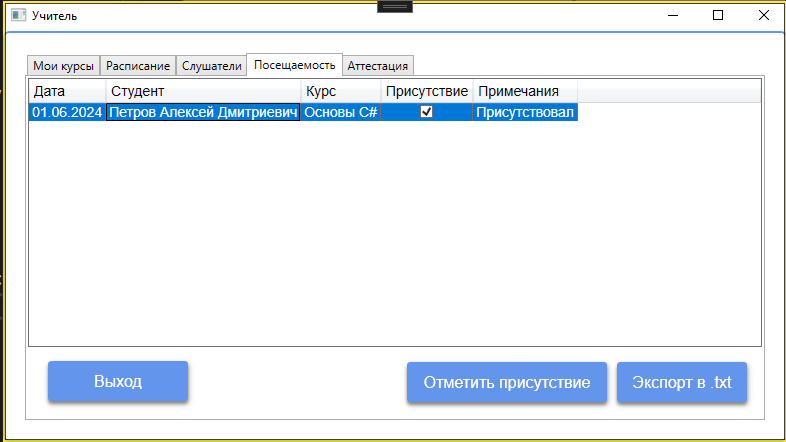 Учитель
Мои курсы Расписание Слушатели Посещаемость Аттестация
Дата Студент Курс Присутствие Примечания
01.06.2024 Петров Алексей Дмитриевич Основы C# Присутствовал
Выход Отметить присутствие Экспорт в .txt